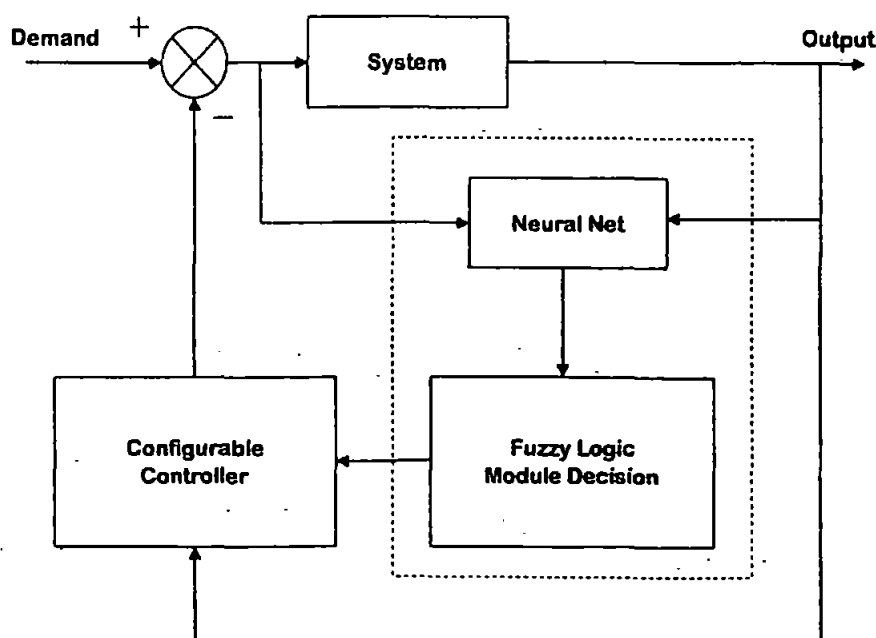 Demand
+
Output
System
−
Neural Net
Configurable
Controller
Fuzzy Logic
Module Decision